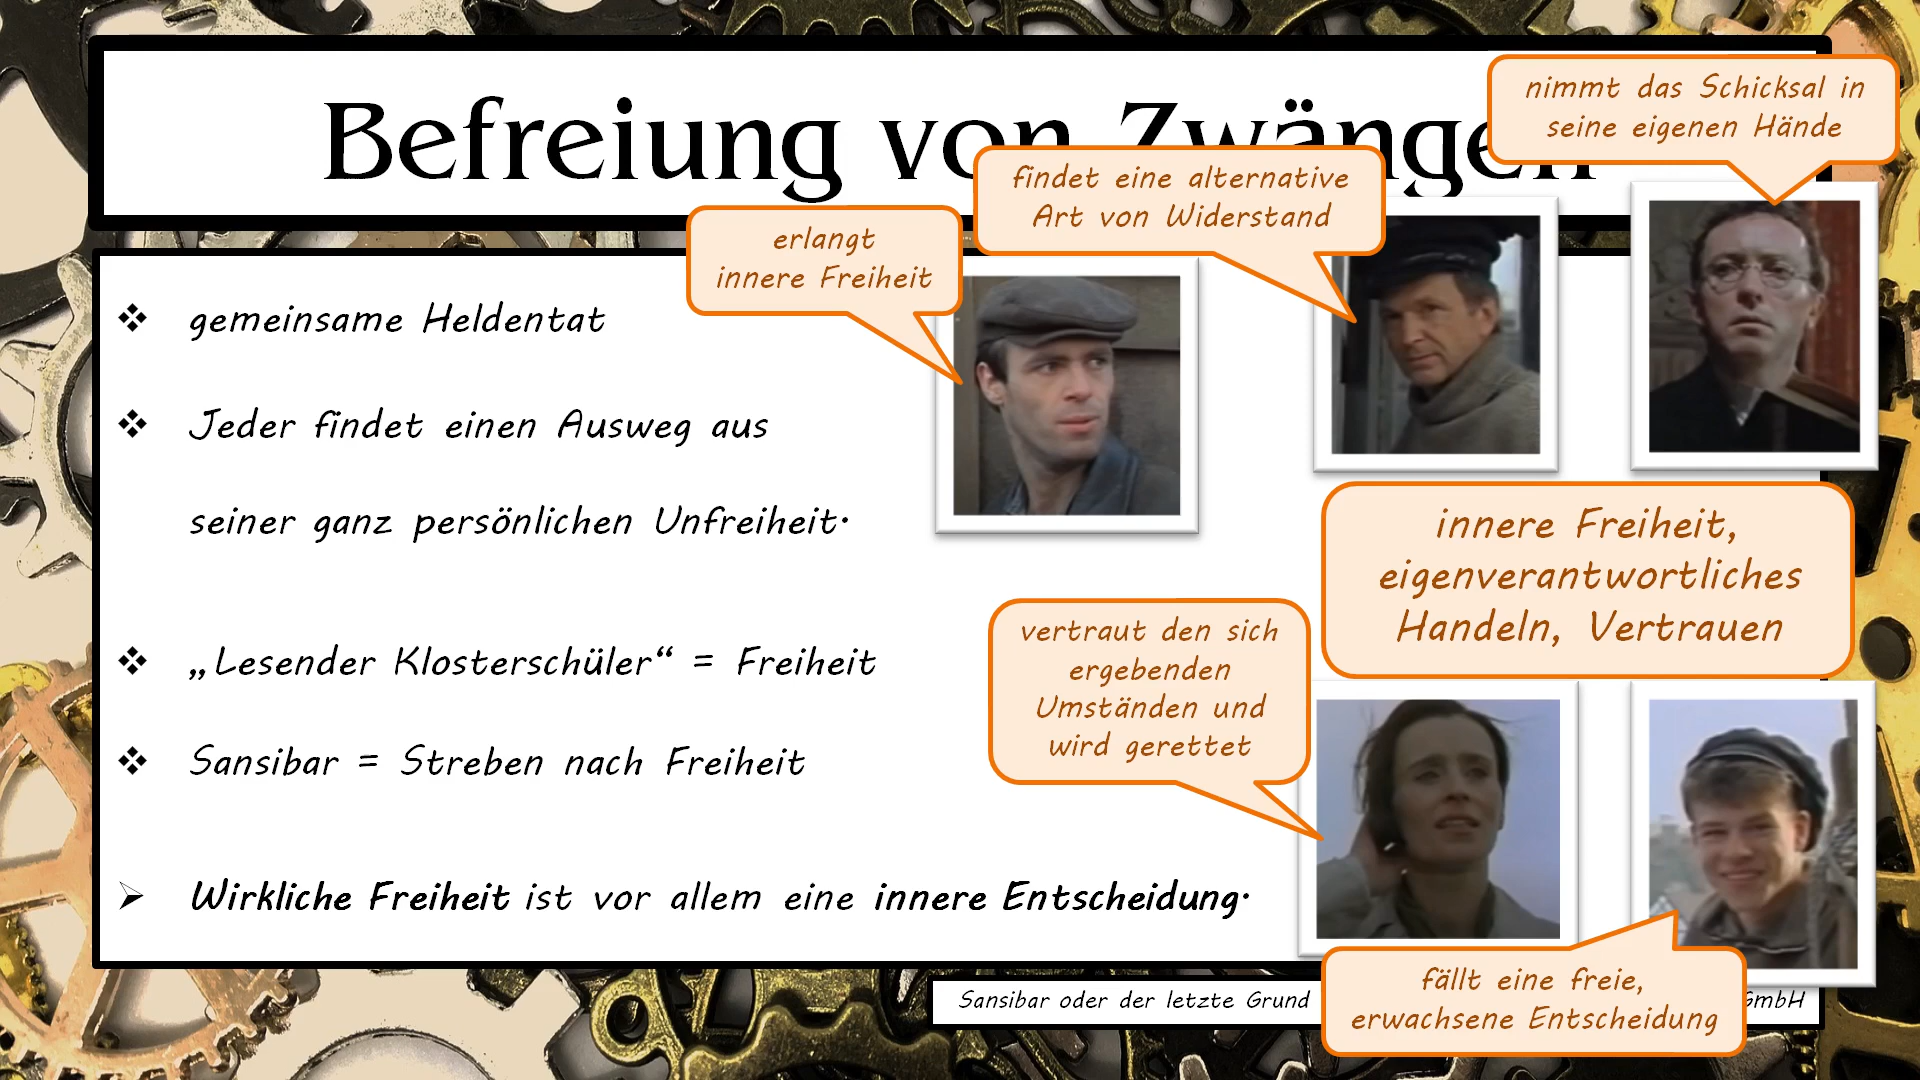 Befreiung von Zwängen
nimmt das Schicksal in
seine eigenen Hände
findet eine alternative
Art von Widerstand
erlangt
innere Freiheit
❖ gemeinsame Heldentat
❖ Jeder findet einen Ausweg aus
seiner ganz persönlichen Unfreiheit.
innere Freiheit,
eigenverantwortliches
Handeln, Vertrauen
vertraut den sich
ergebenden
Umständen und
wird gerettet
❖ „Lesender Klosterschüler“ = Freiheit
❖ Sansibar = Streben nach Freiheit
➢ Wirkliche Freiheit ist vor allem eine innere Entscheidung.
fällt eine freie,
erwachsene Entscheidung
Sansibar oder der letzte Grund
GmbH